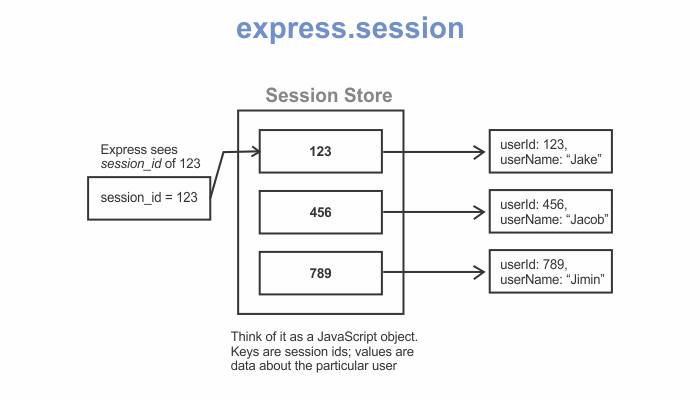 express.session
Session Store
Express sees
session_id of 123
session_id = 123
123
456
789
userId: 123,
userName: “Jake”
userId: 456,
userName: “Jacob”
userId: 789,
userName: “Jimin”
Think of it as a JavaScript object.
Keys are session ids; values are
data about the particular user